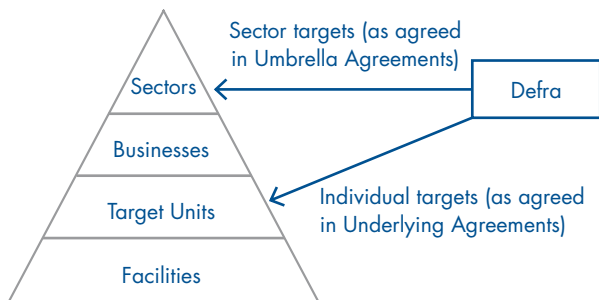 Sector targets (as agreed
in Umbrella Agreements)
Sectors
Defra
Businesses
Target Units
Individual targets (as agreed
in Underlying Agreements)
Facilities